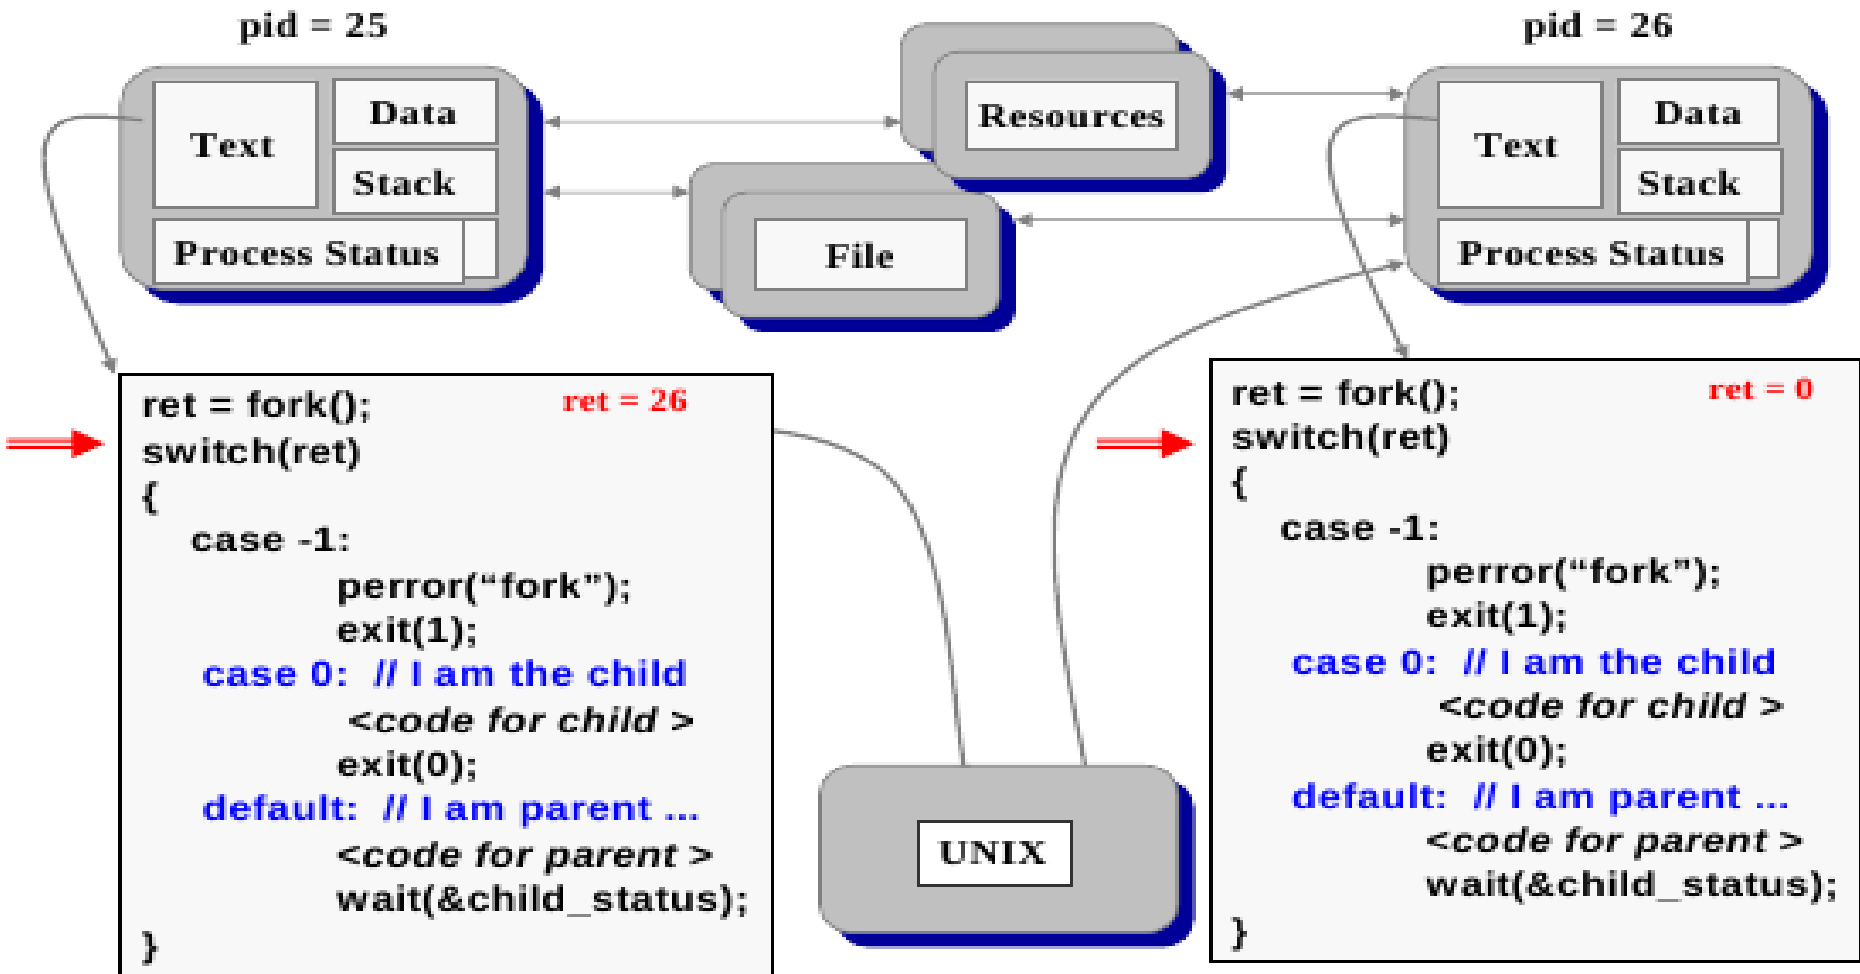 pid = 25
pid = 26
Text
Data
Stack
Process Status
Resources
File
Text
Data
Stack
Process Status
ret = fork();
ret = 26
switch(ret)
{
case -1:
perror(“fork”);
exit(1);
case 0: // I am the child
<code for child >
exit(0);
default: // I am parent ...
<code for parent >
wait(&child_status);
}
UNIX
ret = fork();
ret = 0
switch(ret)
{
case -1:
perror(“fork”);
exit(1);
case 0: // I am the child
<code for child >
exit(0);
default: // I am parent ...
<code for parent >
wait(&child_status);
}